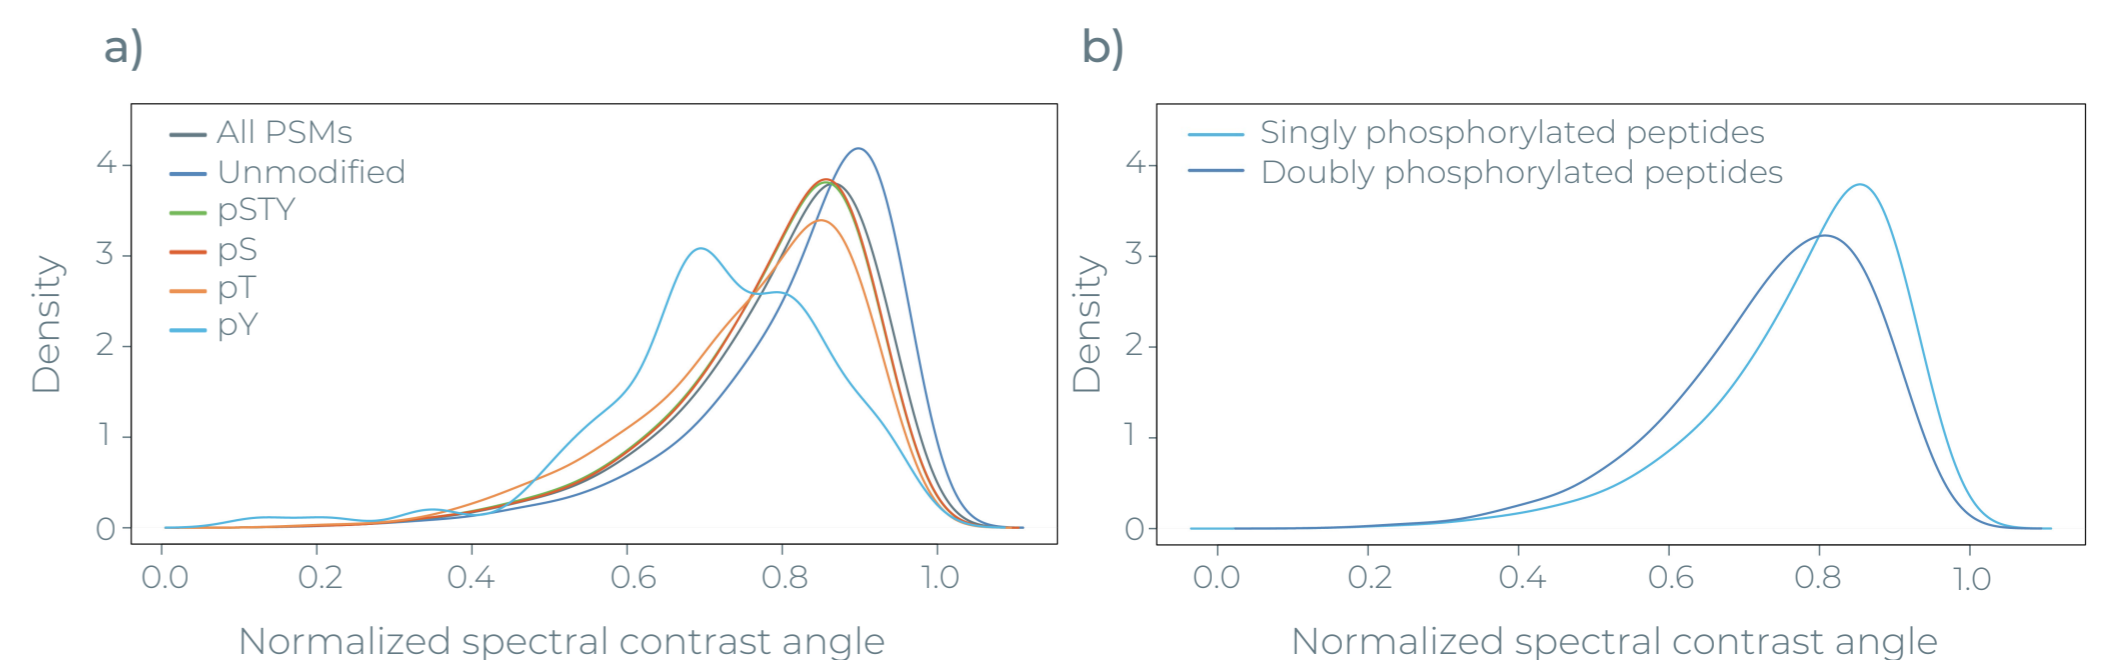 a)
All PSMs
Unmodified
pSTY
pS
pT
pY
Density
4
3
2
1
0
0.0 0.2 0.4 0.6 0.8 1.0
Normalized spectral contrast angle
b)
Singly phosphorylated peptides
Doubly phosphorylated peptides
Density
4
3
2
1
0
0.0 0.2 0.4 0.6 0.8 1.0
Normalized spectral contrast angle